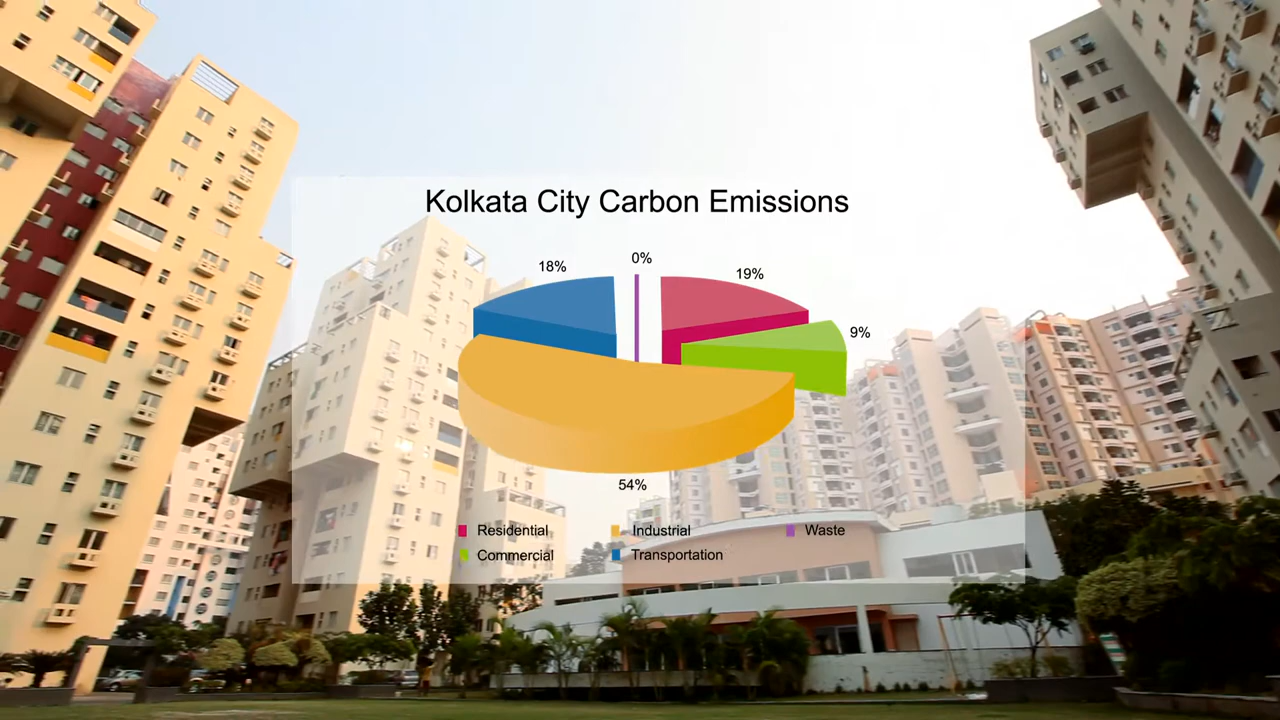 Kolkata City Carbon Emissions
18%
0%
19%
9%
54%
Residential
Industrial
Waste
Commercial
Transportation